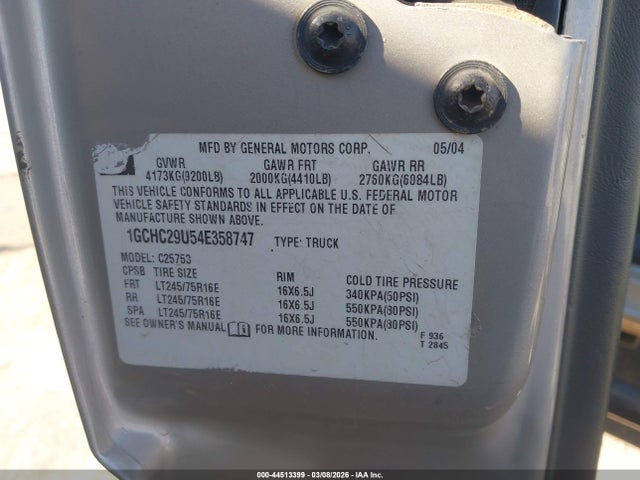 MFD BY GENERAL MOTORS CORP. 05/04
GVWR GAWR FRT GAWR RR
4173KG(9200LB) 2000KG(4410LB) 2760KG(6084LB)
THIS VEHICLE CONFORMS TO ALL APPLICABLE U.S. FEDERAL MOTOR
VEHICLE SAFETY STANDARDS IN EFFECT ON THE DATE OF
MANUFACTURE SHOWN ABOVE.
1GCHC29U54E358747 TYPE: TRUCK
MODEL: C25753
CPSB TIRE SIZE RIM COLD TIRE PRESSURE
FRT LT245/75R16E 16X6.5J 340KPA(50PSI)
RR LT245/75R16E 16X6.5J 550KPA(80PSI)
SPA LT245/75R16E 16X6.5J 550KPA(80PSI)
SEE OWNER'S MANUAL FOR MORE INFORMATION.
F 936
T 2845
000-44513399 - 03/08/2026 - IAA Inc.